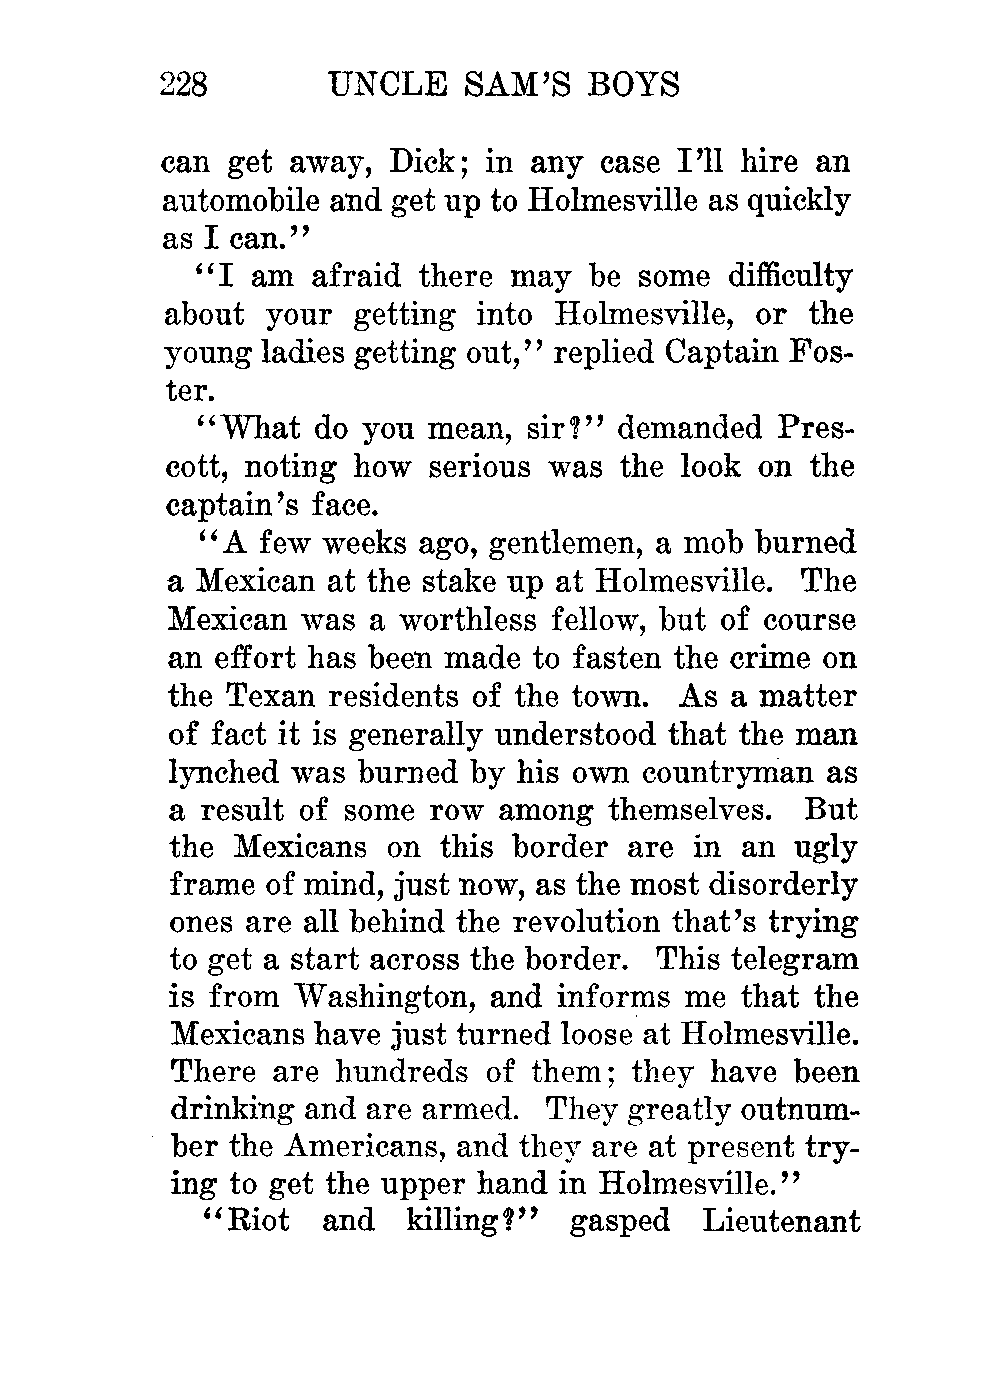 228 UNCLE SAM'S BOYS
can get away, Dick; in any case I'll hire an
automobile and get up to Holmesville as quickly
as I can."
"I am afraid there may be some difficulty
about your getting into Holmesville, or the
young ladies getting out," replied Captain Fos-
ter.
"What do you mean, sir?" demanded Pres-
cott, noting how serious was the look on the
captain's face.
"A few weeks ago, gentlemen, a mob burned
a Mexican at the stake up at Holmesville. The
Mexican was a worthless fellow, but of course
an effort has been made to fasten the crime on
the Texan residents of the town. As a matter
of fact it is generally understood that the man
lynched was burned by his own countryman as
a result of some row among themselves. But
the Mexicans on this border are in an ugly
frame of mind, just now, as the most disorderly
ones are all behind the revolution that's trying
to get a start across the border. This telegram
is from Washington, and informs me that the
Mexicans have just turned loose at Holmesville.
There are hundreds of them; they have been
drinking and are armed. They greatly outnum-
ber the Americans, and they are at present try-
ing to get the upper hand in Holmesville."
"Riot and killing?" gasped Lieutenant